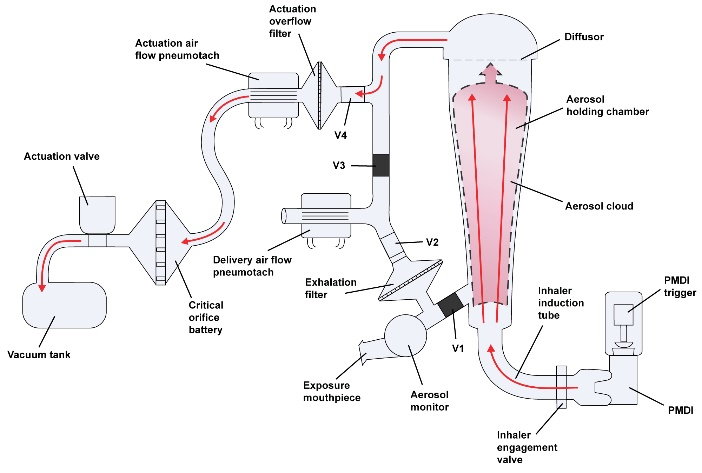 Actuation
overflow
filter
Actuation air
flow pneumotach
Diffusor
Aerosol
holding chamber
V4
V3
Actuation valve
Aerosol cloud
V2
Delivery air flow
pneumotach
Exhalation
filter
Inhaler
induction
tube
PMDI
trigger
Critical
orifice
battery
V1
Vacuum tank
Exposure
mouthpiece
Aerosol
monitor
PMDI
Inhaler
engagement
valve